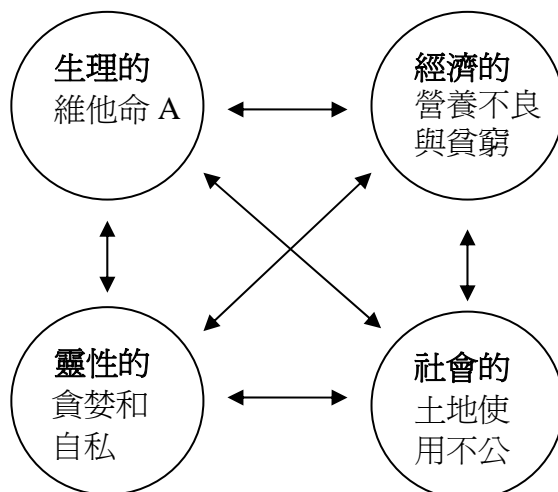 生理的
維他命 A
經濟的
營養不良
與貧窮
靈性的
貪婪和
自私
社會的
土地使
用不公